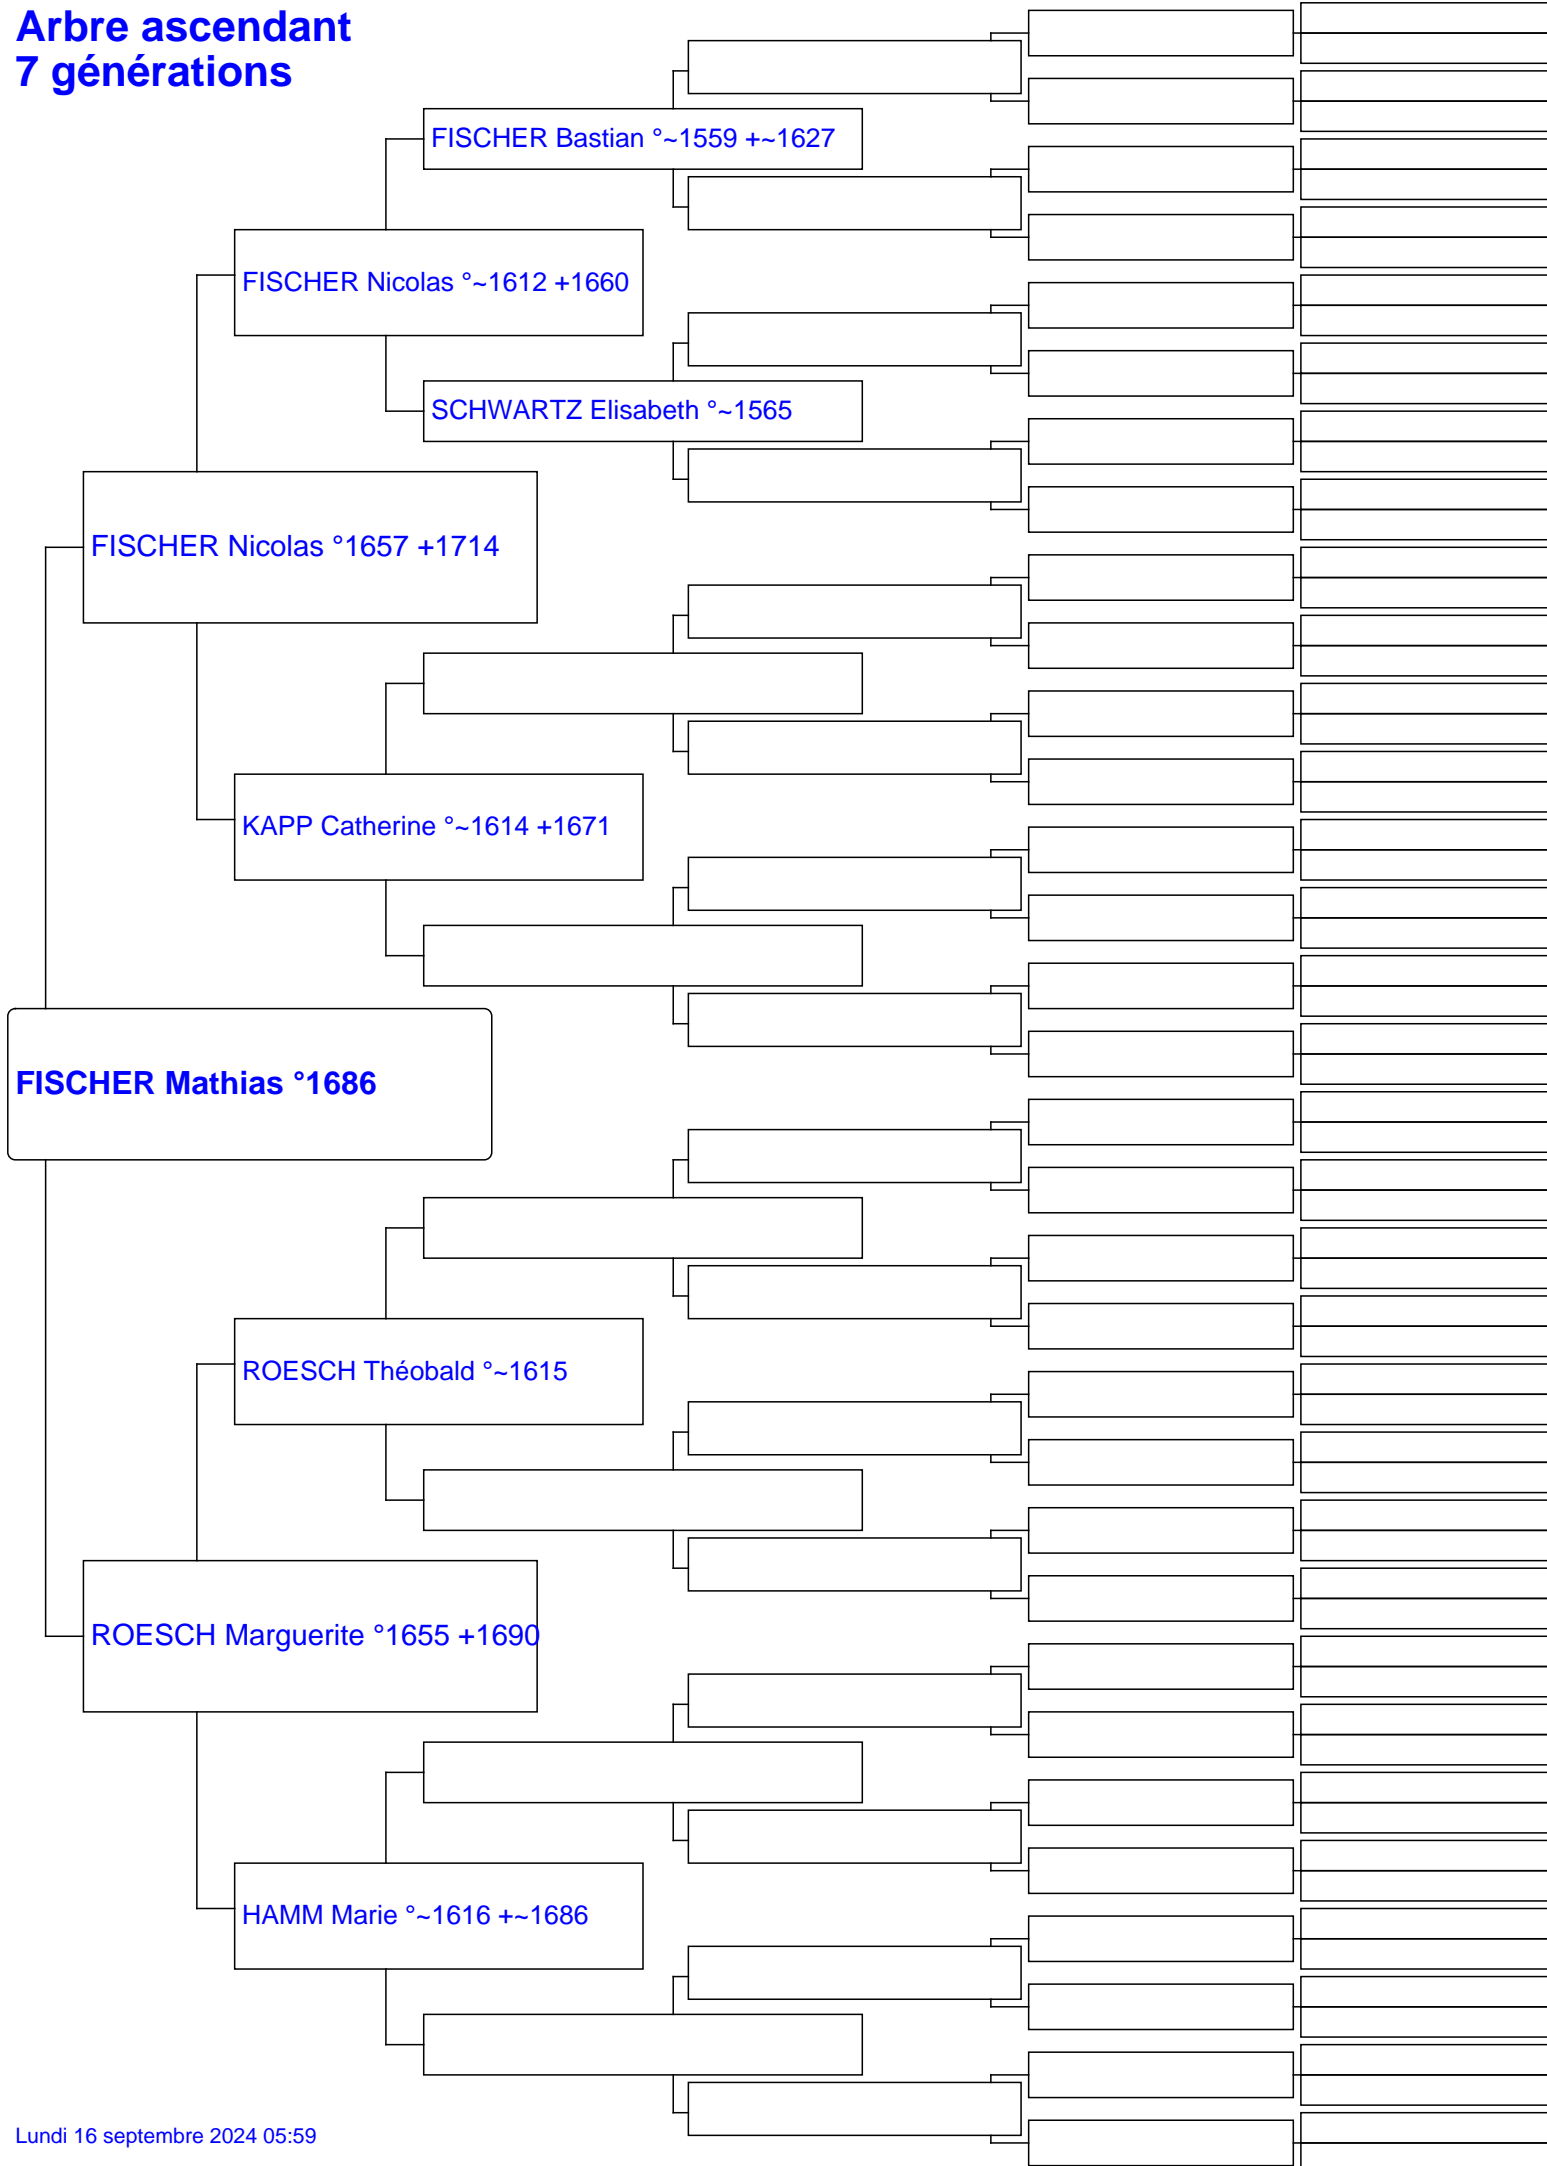 Arbre ascendant
7 générations
FISCHER Bastian °~1559 +~1627
FISCHER Nicolas °~1612 +1660
SCHWARTZ Elisabeth °~1565
FISCHER Nicolas °1657 +1714
KAPP Catherine °~1614 +1671
FISCHER Mathias °1686
ROESCH Théobald °~1615
ROESCH Marguerite °1655 +1690
HAMM Marie °~1616 +~1686
Lundi 16 septembre 2024 05:59